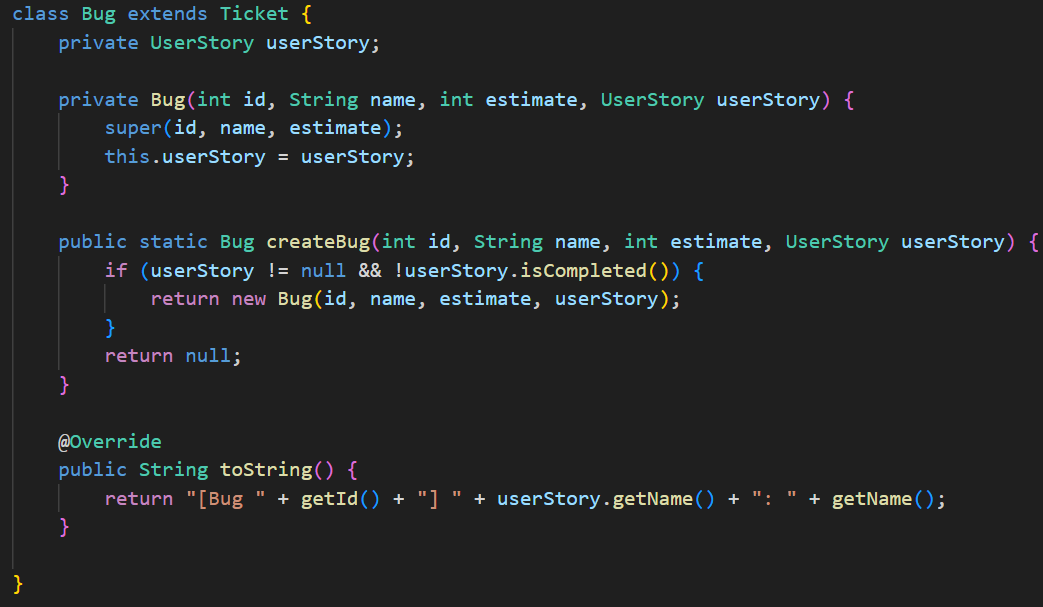 class Bug extends Ticket {
    private UserStory userStory;

    private Bug(int id, String name, int estimate, UserStory userStory) {
        super(id, name, estimate);
        this.userStory = userStory;
    }

    public static Bug createBug(int id, String name, int estimate, UserStory userStory) {
        if (userStory != null && !userStory.isCompleted()) {
            return new Bug(id, name, estimate, userStory);
        }
        return null;
    }

    @Override
    public String toString() {
        return "[Bug " + getId() + "] " + userStory.getName() + ": " + getName();
    }

}